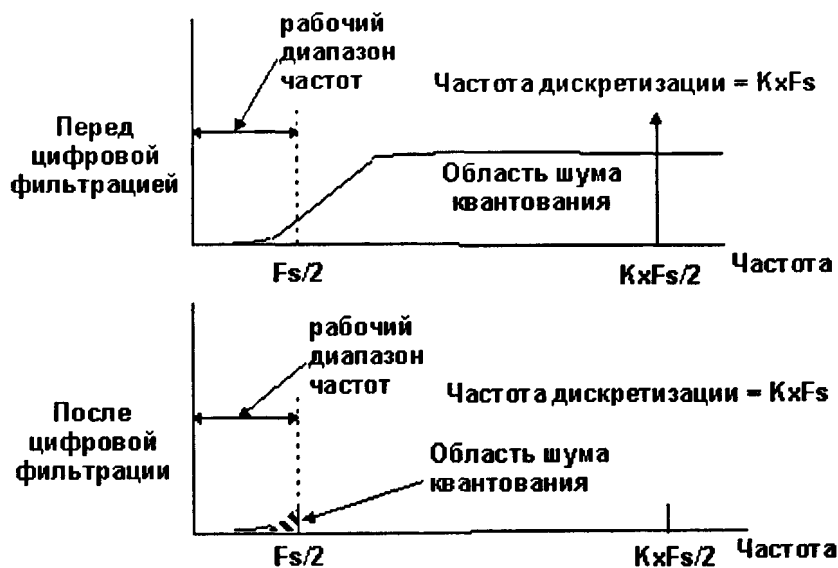 рабочий
диапазон
частот
Частота дискретизации = KxFs
Перед
цифровой
фильтрацией
Область шума
квантования
Fs/2
KxFs/2
Частота
рабочий
диапазон
частот
Частота дискретизации = KxFs
После
цифровой
фильтрации
Область шума
квантования
Fs/2
KxFs/2
Частота